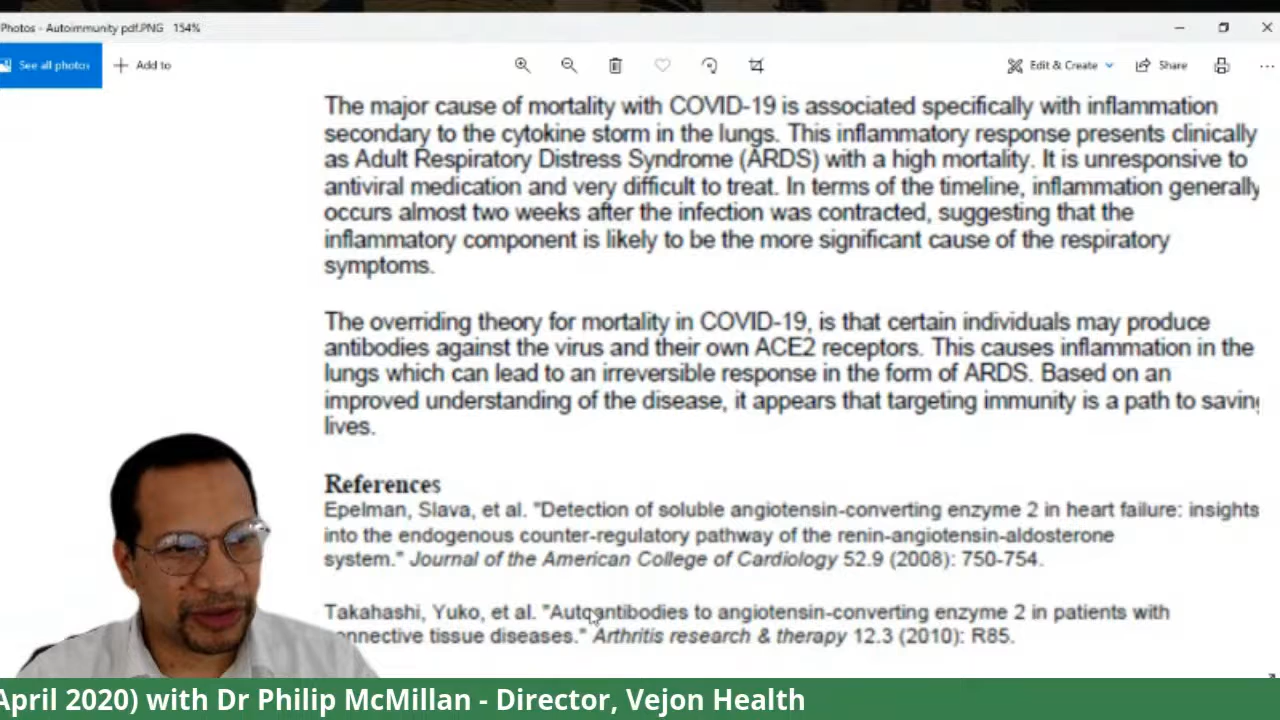 Photos - Autoimmunity pdf.PNG 154%
See all photos
Add to
Edit & Create
Share
The major cause of mortality with COVID-19 is associated specifically with inflammation
secondary to the cytokine storm in the lungs. This inflammatory response presents clinically
as Adult Respiratory Distress Syndrome (ARDS) with a high mortality. It is unresponsive to
antiviral medication and very difficult to treat. In terms of the timeline, inflammation generally
occurs almost two weeks after the infection was contracted, suggesting that the
inflammatory component is likely to be the more significant cause of the respiratory
symptoms.
The overriding theory for mortality in COVID-19, is that certain individuals may produce
antibodies against the virus and their own ACE2 receptors. This causes inflammation in the
lungs which can lead to an irreversible response in the form of ARDS. Based on an
improved understanding of the disease, it appears that targeting immunity is a path to saving
lives.
References
Epelman, Slava, et al. "Detection of soluble angiotensin-converting enzyme 2 in heart failure: insights
into the endogenous counter-regulatory pathway of the renin-angiotensin-aldosterone
system." Journal of the American College of Cardiology 52.9 (2008): 750-754.
Takahashi, Yuko, et al. "Autoantibodies to angiotensin-converting enzyme 2 in patients with
onnective tissue diseases." Arthritis research & therapy 12.3 (2010): R85.
April 2020) with Dr Philip McMillan - Director, Vejon Health